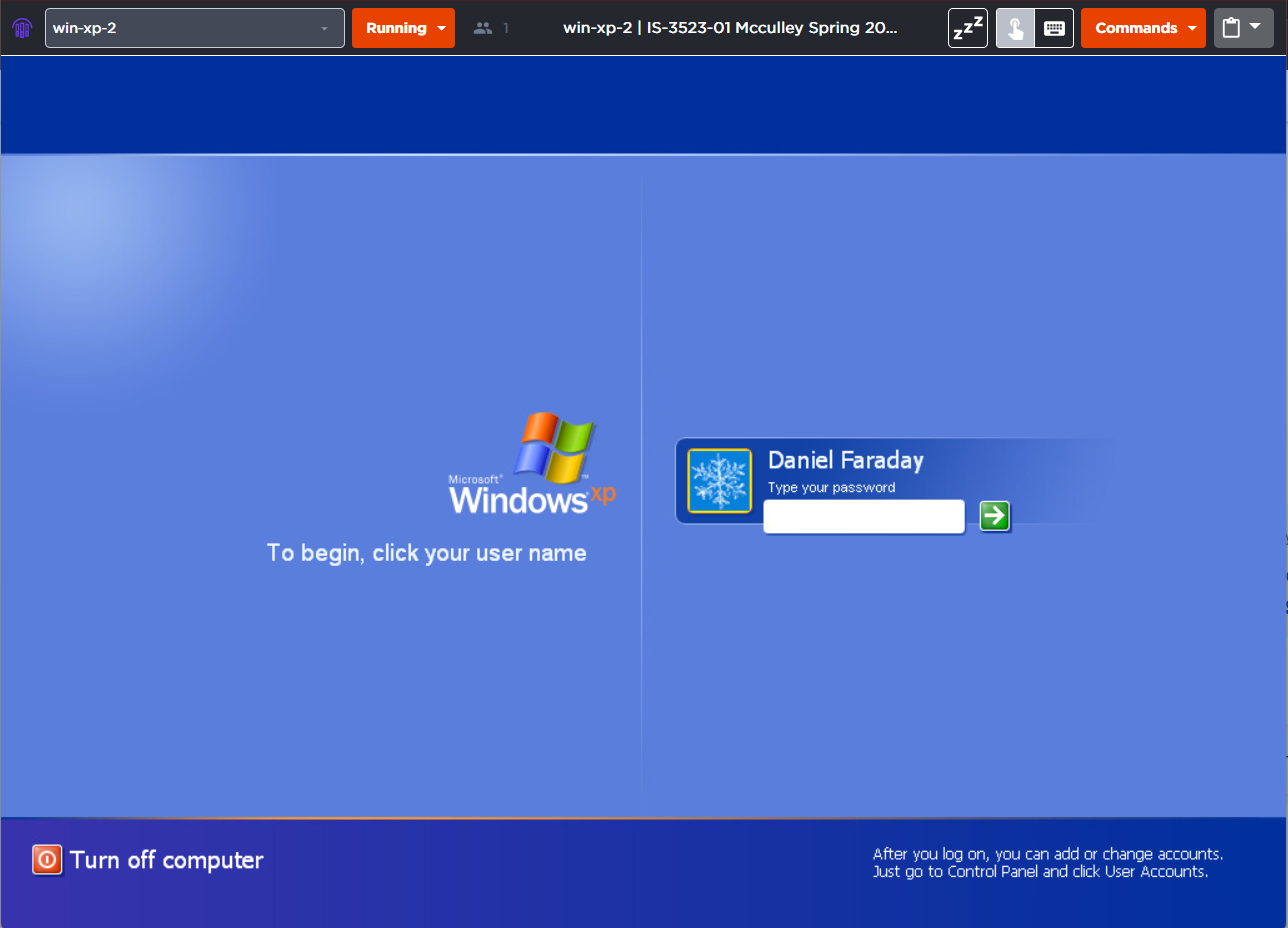 win-xp-2
Running
1
win-xp-2 | IS-3523-01 Mcculley Spring 20...
zzZ
Commands
Microsoft®
Windows xp™
To begin, click your user name
Daniel Faraday
Type your password
Turn off computer
After you log on, you can add or change accounts.
Just go to Control Panel and click User Accounts.